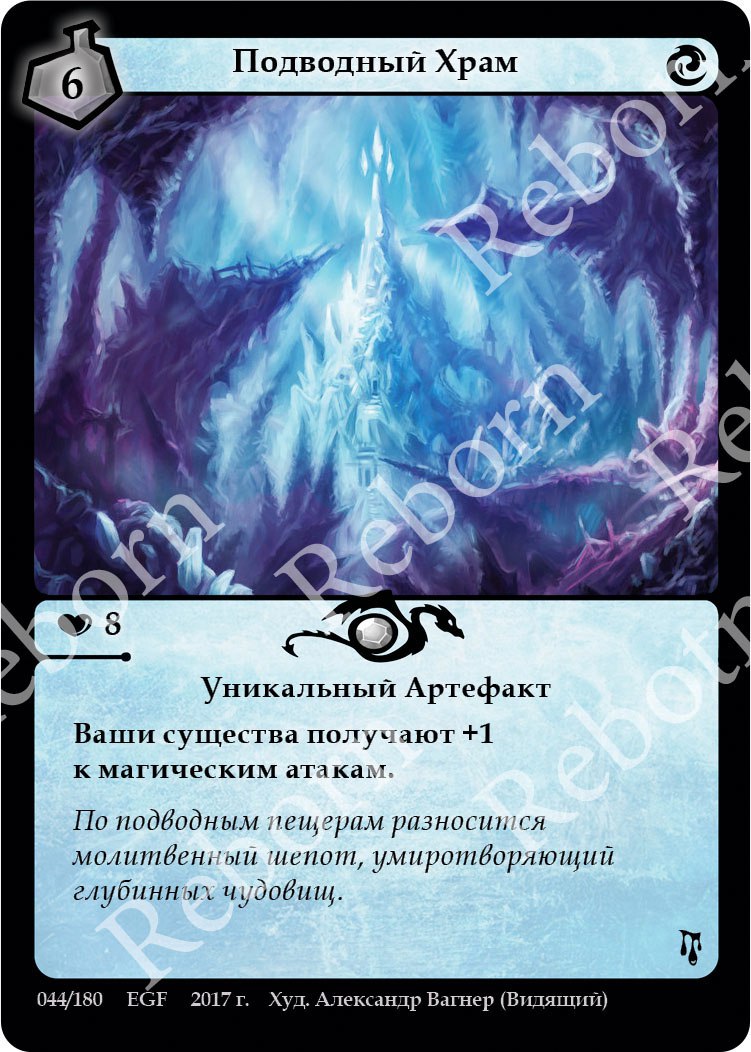 6
Подводный Храм
8
Уникальный Артефакт
Ваши существа получают +1
к магическим атакам.
По подводным пещерам разносится
молитвенный шепот, умиротворяющий
глубинных чудовищ.
044/180 EGF 2017 г. Худ. Александр Вагнер (Видящий)
Reborn
Reborn
Reborn
Reborn
Reborn
Rebotn